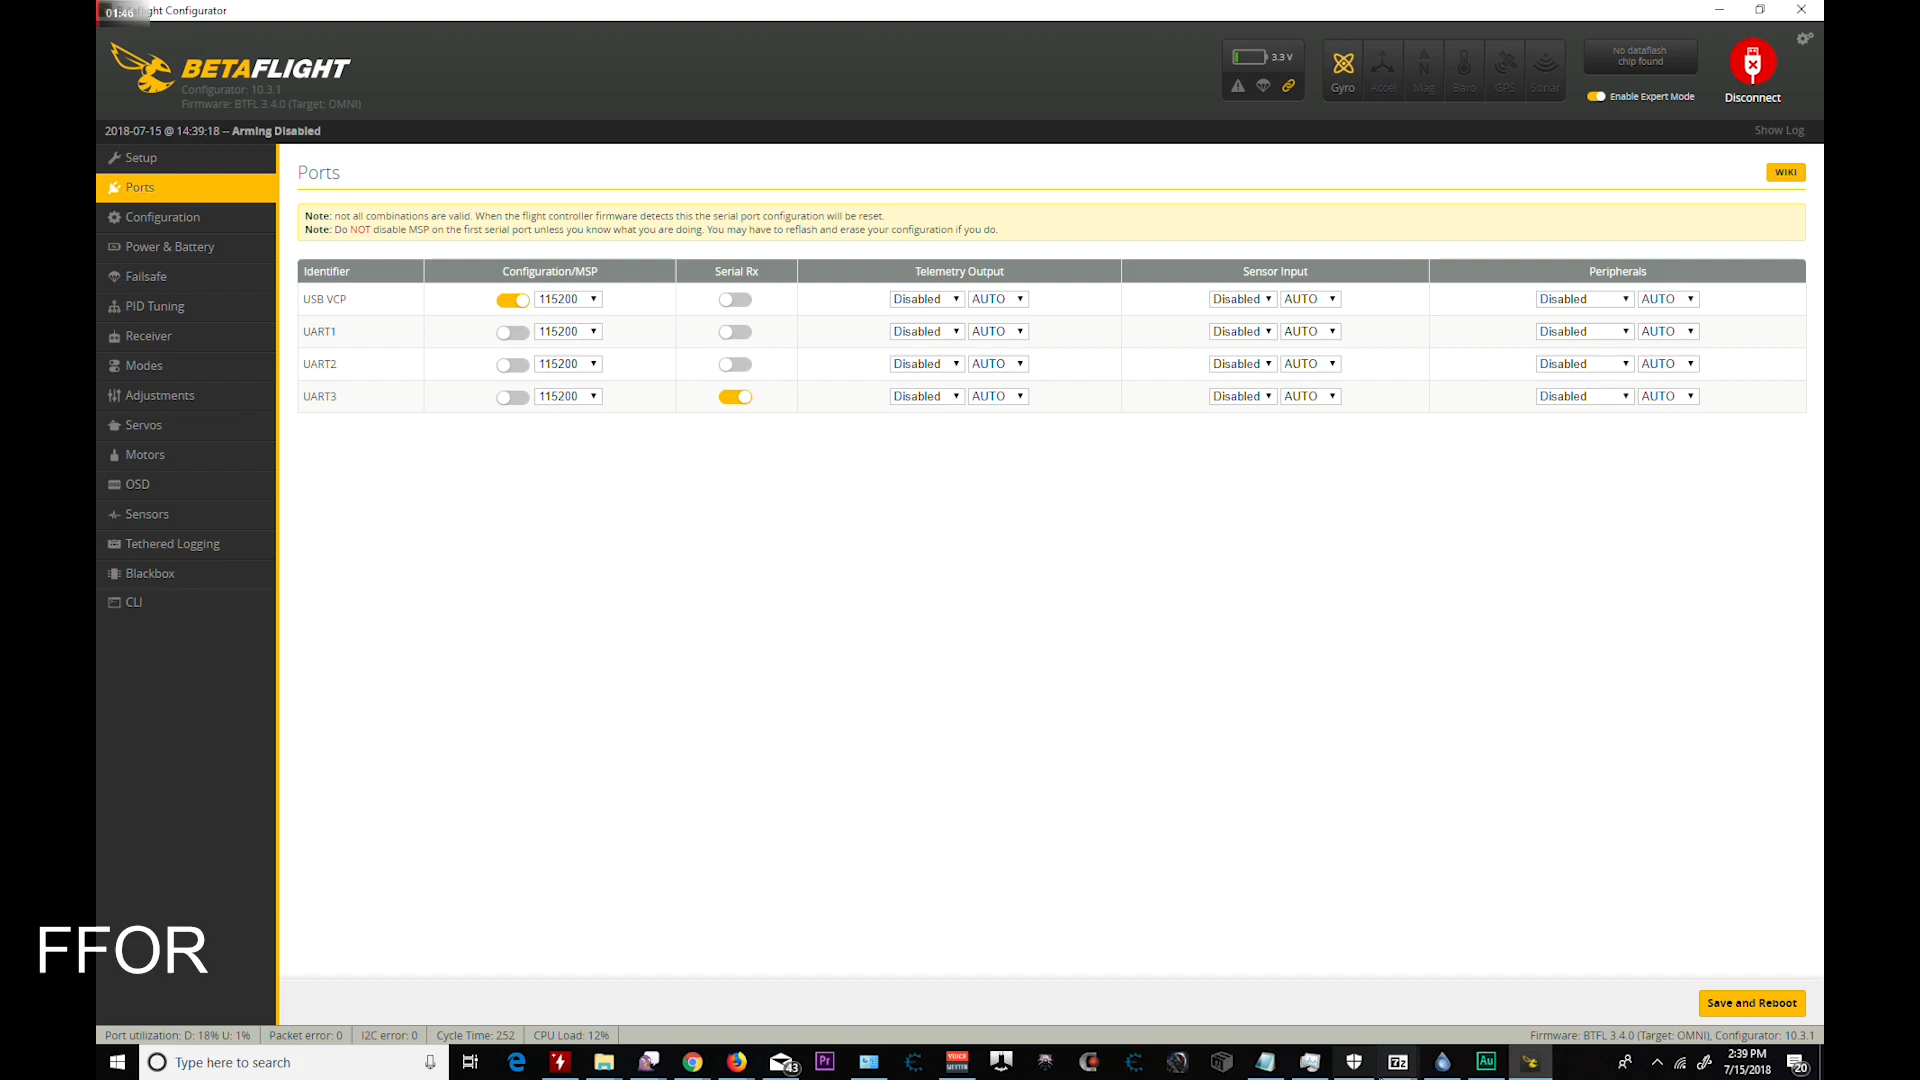 01:46
light Configurator
BETAFLIGHT
Configurator: 10.3.1
Firmware: BTFL 3.4.0 (Target: OMNI)
3.3 V
Gyro Accel Mag Baro GPS Sonar
No dataflash
chip found
Enable Expert Mode
Disconnect
2018-07-15 @ 14:39:18 -- Arming Disabled
Show Log
Setup
Ports
Configuration
Power & Battery
Failsafe
PID Tuning
Receiver
Modes
Adjustments
Servos
Motors
OSD
Sensors
Tethered Logging
Blackbox
CLI
Ports
WIKI
Note: not all combinations are valid. When the flight controller firmware detects this the serial port configuration will be reset.
Note: Do NOT disable MSP on the first serial port unless you know what you are doing. You may have to reflash and erase your configuration if you do.
Identifier Configuration/MSP Serial Rx Telemetry Output Sensor Input Peripherals
USB VCP 115200 Disabled AUTO Disabled AUTO Disabled AUTO
UART1 115200 Disabled AUTO Disabled AUTO Disabled AUTO
UART2 115200 Disabled AUTO Disabled AUTO Disabled AUTO
UART3 115200 Disabled AUTO Disabled AUTO Disabled AUTO
FFOR
Save and Reboot
Port utilization: D: 18% U: 1% Packet error: 0 I2C error: 0 Cycle Time: 252 CPU Load: 12%
Firmware: BTFL 3.4.0 (Target: OMNI), Configurator: 10.3.1
Type here to search
43
Pr
VOICE
METER
7z
Au
2:39 PM
7/15/2018
20